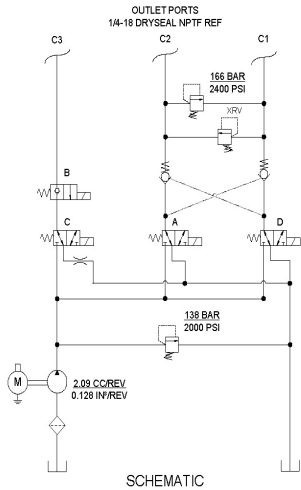 OUTLET PORTS
1/4-18 DRYSEAL NPTF REF
C3
C2
C1
166 BAR
2400 PSI
XRV
B
C
A
D
138 BAR
2000 PSI
M
2.09 CC/REV
0.128 IN³/REV
SCHEMATIC